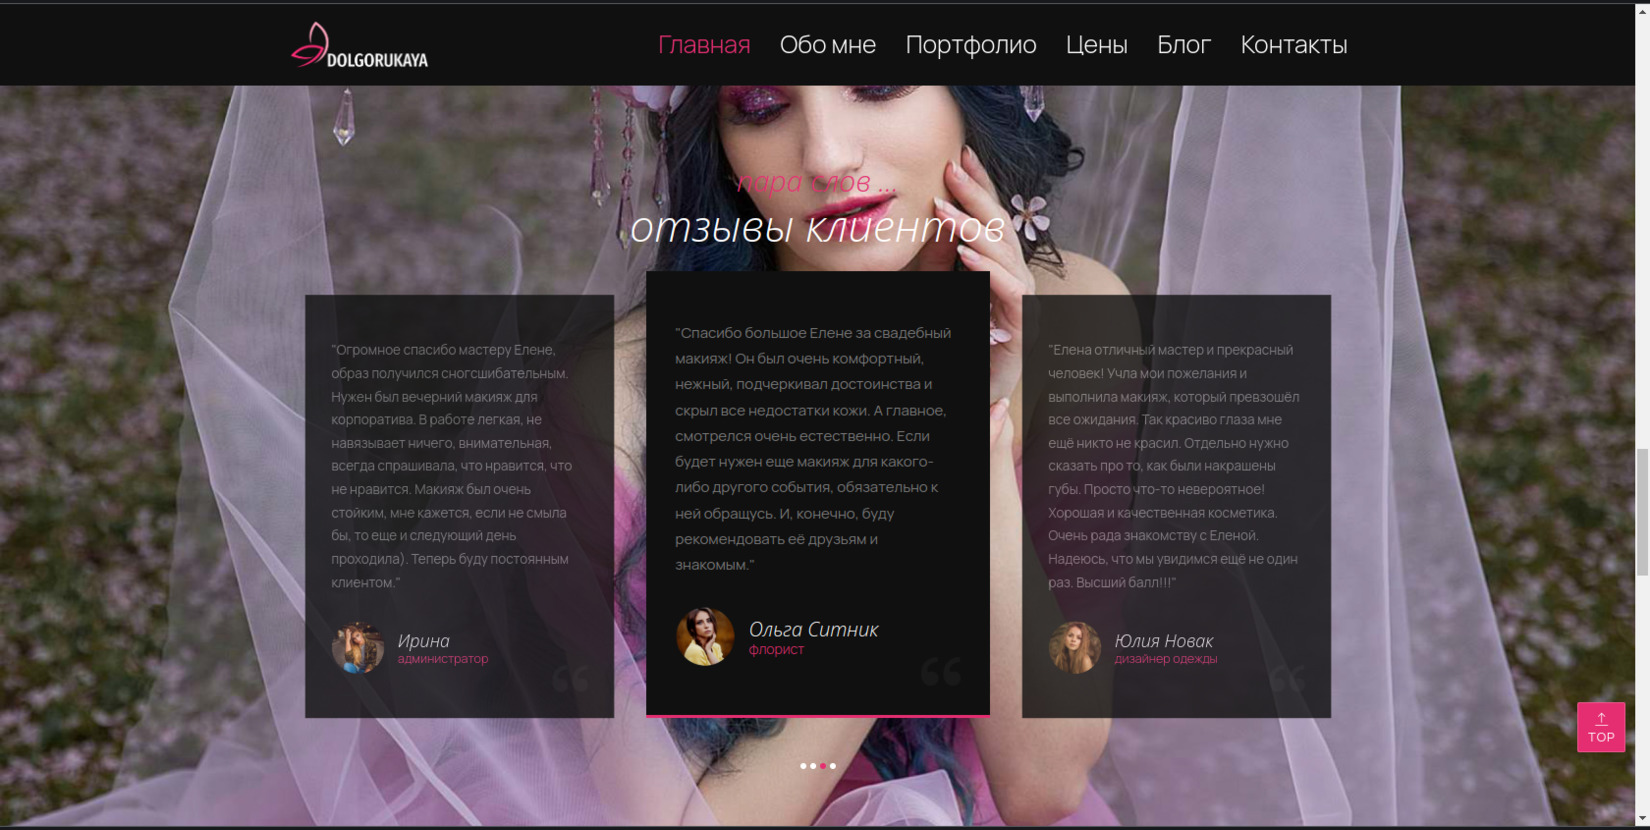 DOLGORUKAYA
Главная Обо мне Портфолио Цены Блог Контакты
пара слов ...
отзывы клиентов
"Огромное спасибо мастеру Елене,
образ получился сногсшибательным.
Нужен был вечерний макияж для
корпоратива. В работе легкая, не
навязывает ничего, внимательная,
всегда спрашивала, что нравится, что
не нравится. Макияж был очень
стойким, мне кажется, если не смыла
бы, то еще и следующий день
проходила). Теперь буду постоянным
клиентом."
Ирина
администратор
"Спасибо большое Елене за свадебный
макияж! Он был очень комфортный,
нежный, подчеркивал достоинства и
скрыл все недостатки кожи. А главное,
смотрелся очень естественно. Если
будет нужен еще макияж для какого-
либо другого события, обязательно к
ней обращусь. И, конечно, буду
рекомендовать её друзьям и
знакомым."
Ольга Ситник
флорист
"Елена отличный мастер и прекрасный
человек! Учла мои пожелания и
выполнила макияж, который превзошёл
все ожидания. Так красиво глаза мне
ещё никто не красил. Отдельно нужно
сказать про то, как были накрашены
губы. Просто что-то невероятное!
Хорошая и качественная косметика.
Очень рада знакомству с Еленой.
Надеюсь, что мы увидимся ещё не один
раз. Высший балл!!!"
Юлия Новак
дизайнер одежды
TOP